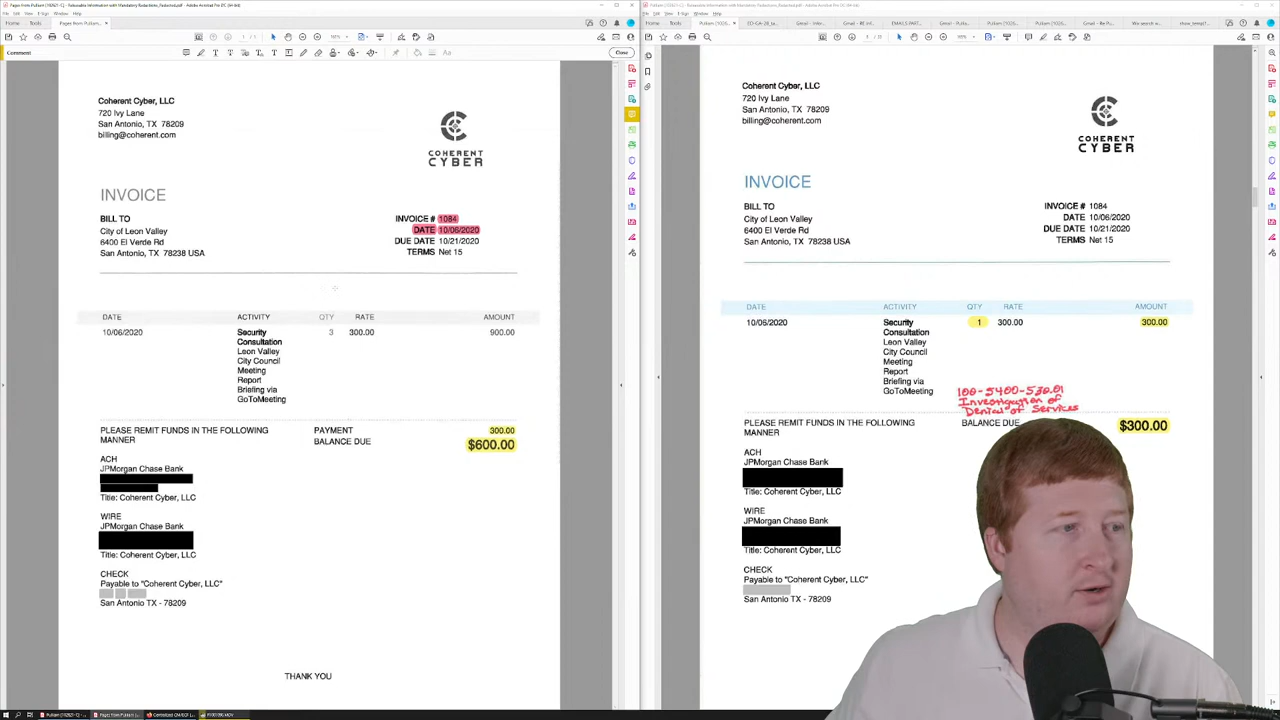 Comment
Close
Coherent Cyber, LLC
720 Ivy Lane
San Antonio, TX 78209
billing@coherent.com
COHERENT
CYBER
INVOICE
BILL TO
City of Leon Valley
6400 El Verde Rd
San Antonio, TX 78238 USA
INVOICE # 1084
DATE 10/06/2020
DUE DATE 10/21/2020
TERMS Net 15
DATE ACTIVITY QTY RATE AMOUNT
10/06/2020 Security 3 300.00 900.00
Consultation
Leon Valley
City Council
Meeting
Report
Briefing via
GoToMeeting
PLEASE REMIT FUNDS IN THE FOLLOWING
MANNER
PAYMENT 300.00
BALANCE DUE $600.00
ACH
JPMorgan Chase Bank
Title: Coherent Cyber, LLC
WIRE
JPMorgan Chase Bank
Title: Coherent Cyber, LLC
CHECK
Payable to "Coherent Cyber, LLC"
San Antonio TX - 78209
THANK YOU
Coherent Cyber, LLC
720 Ivy Lane
San Antonio, TX 78209
billing@coherent.com
COHERENT
CYBER
INVOICE
BILL TO
City of Leon Valley
6400 El Verde Rd
San Antonio, TX 78238 USA
INVOICE # 1084
DATE 10/06/2020
DUE DATE 10/21/2020
TERMS Net 15
DATE ACTIVITY QTY RATE AMOUNT
10/06/2020 Security 1 300.00 300.00
Consultation
Leon Valley
City Council
Meeting
Report
Briefing via
GoToMeeting
100-5400-530.01
Investigation of
Denial of Services
PLEASE REMIT FUNDS IN THE FOLLOWING
MANNER
BALANCE DUE $300.00
ACH
JPMorgan Chase Bank
Title: Coherent Cyber, LLC
WIRE
JPMorgan Chase Bank
Title: Coherent Cyber, LLC
CHECK
Payable to "Coherent Cyber, LLC"
San Antonio TX - 78209